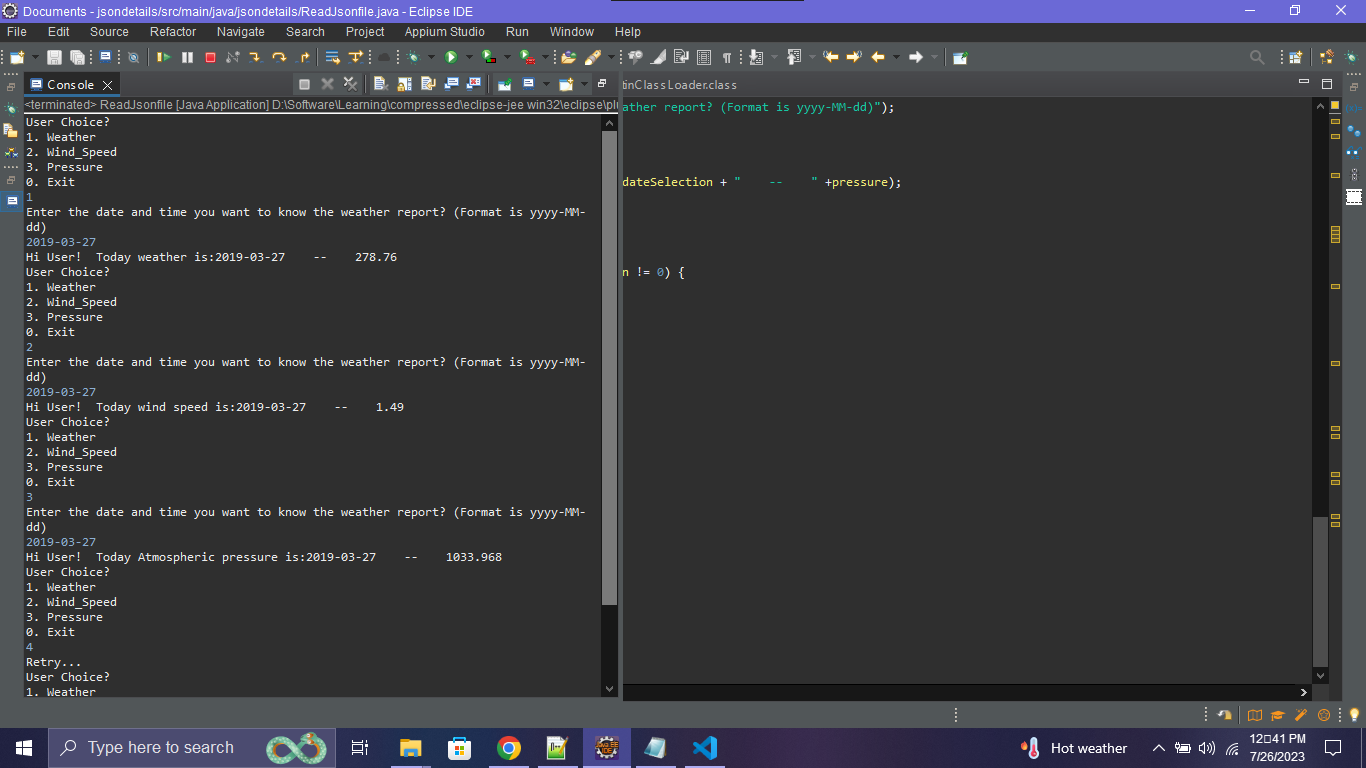 Documents - jsondetails/src/main/java/jsondetails/ReadJsonfile.java - Eclipse IDE
File Edit Source Refactor Navigate Search Project Appium Studio Run Window Help
Console
tinClassLoader.class
<terminated> ReadJsonfile [Java Application] D:\Software\Learning\compressed\eclipse-jee win32\eclipse\plu
User Choice?
1. Weather
2. Wind_Speed
3. Pressure
0. Exit
1
Enter the date and time you want to know the weather report? (Format is yyyy-MM-
dd)
2019-03-27
Hi User!  Today weather is:2019-03-27    --    278.76
User Choice?
1. Weather
2. Wind_Speed
3. Pressure
0. Exit
2
Enter the date and time you want to know the weather report? (Format is yyyy-MM-
dd)
2019-03-27
Hi User!  Today wind speed is:2019-03-27    --    1.49
User Choice?
1. Weather
2. Wind_Speed
3. Pressure
0. Exit
3
Enter the date and time you want to know the weather report? (Format is yyyy-MM-
dd)
2019-03-27
Hi User!  Today Atmospheric pressure is:2019-03-27    --    1033.968
User Choice?
1. Weather
2. Wind_Speed
3. Pressure
0. Exit
4
Retry...
User Choice?
1. Weather
ather report? (Format is yyyy-MM-dd)");
dateSelection + "    --    " +pressure);
n != 0) {
Type here to search
Hot weather
12▯41 PM
7/26/2023